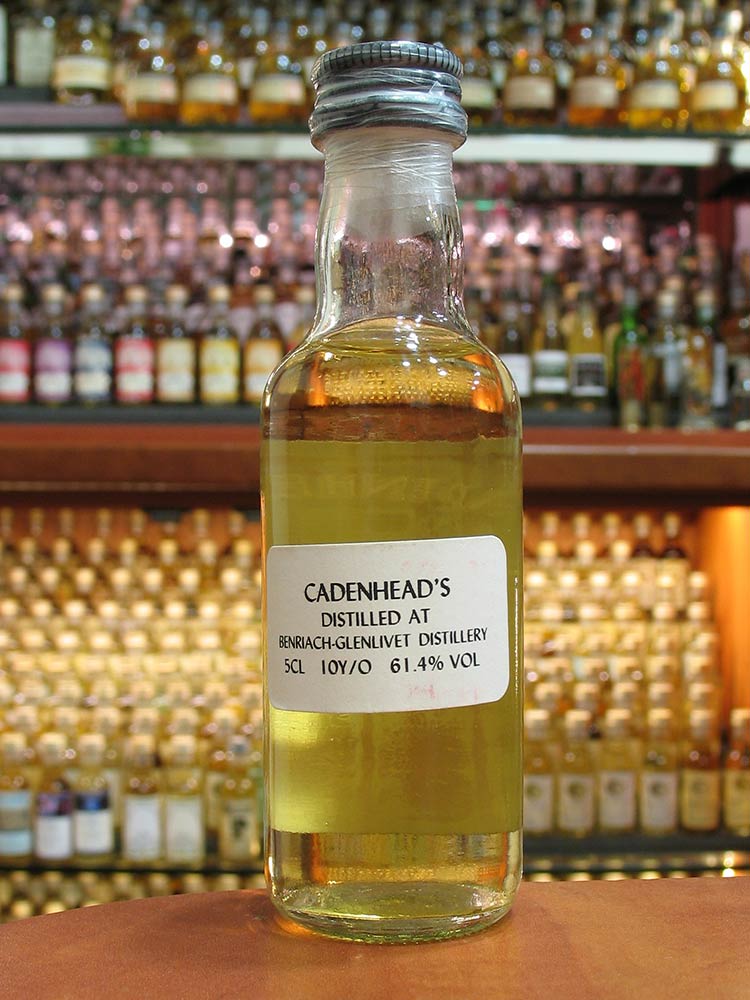 CADENHEAD'S
DISTILLED AT
BENRIACH-GLENLIVET DISTILLERY
5CL 10Y/O 61.4% VOL